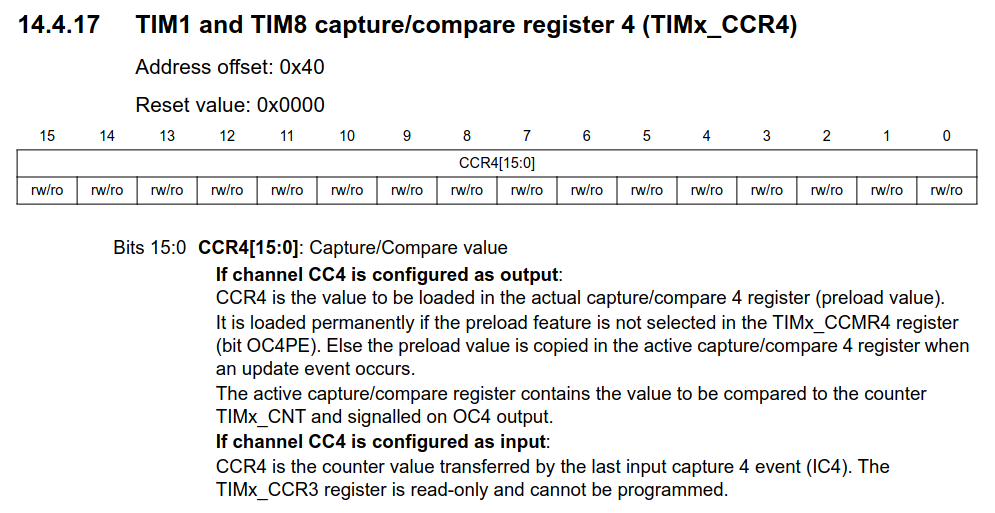 14.4.17 TIM1 and TIM8 capture/compare register 4 (TIMx_CCR4)
Address offset: 0x40
Reset value: 0x0000
15 14 13 12 11 10 9 8 7 6 5 4 3 2 1 0
CCR4[15:0]
rw/ro rw/ro rw/ro rw/ro rw/ro rw/ro rw/ro rw/ro rw/ro rw/ro rw/ro rw/ro rw/ro rw/ro rw/ro rw/ro
Bits 15:0 CCR4[15:0]: Capture/Compare value
If channel CC4 is configured as output:
CCR4 is the value to be loaded in the actual capture/compare 4 register (preload value).
It is loaded permanently if the preload feature is not selected in the TIMx_CCMR4 register
(bit OC4PE). Else the preload value is copied in the active capture/compare 4 register when
an update event occurs.
The active capture/compare register contains the value to be compared to the counter
TIMx_CNT and signalled on OC4 output.
If channel CC4 is configured as input:
CCR4 is the counter value transferred by the last input capture 4 event (IC4). The
TIMx_CCR3 register is read-only and cannot be programmed.